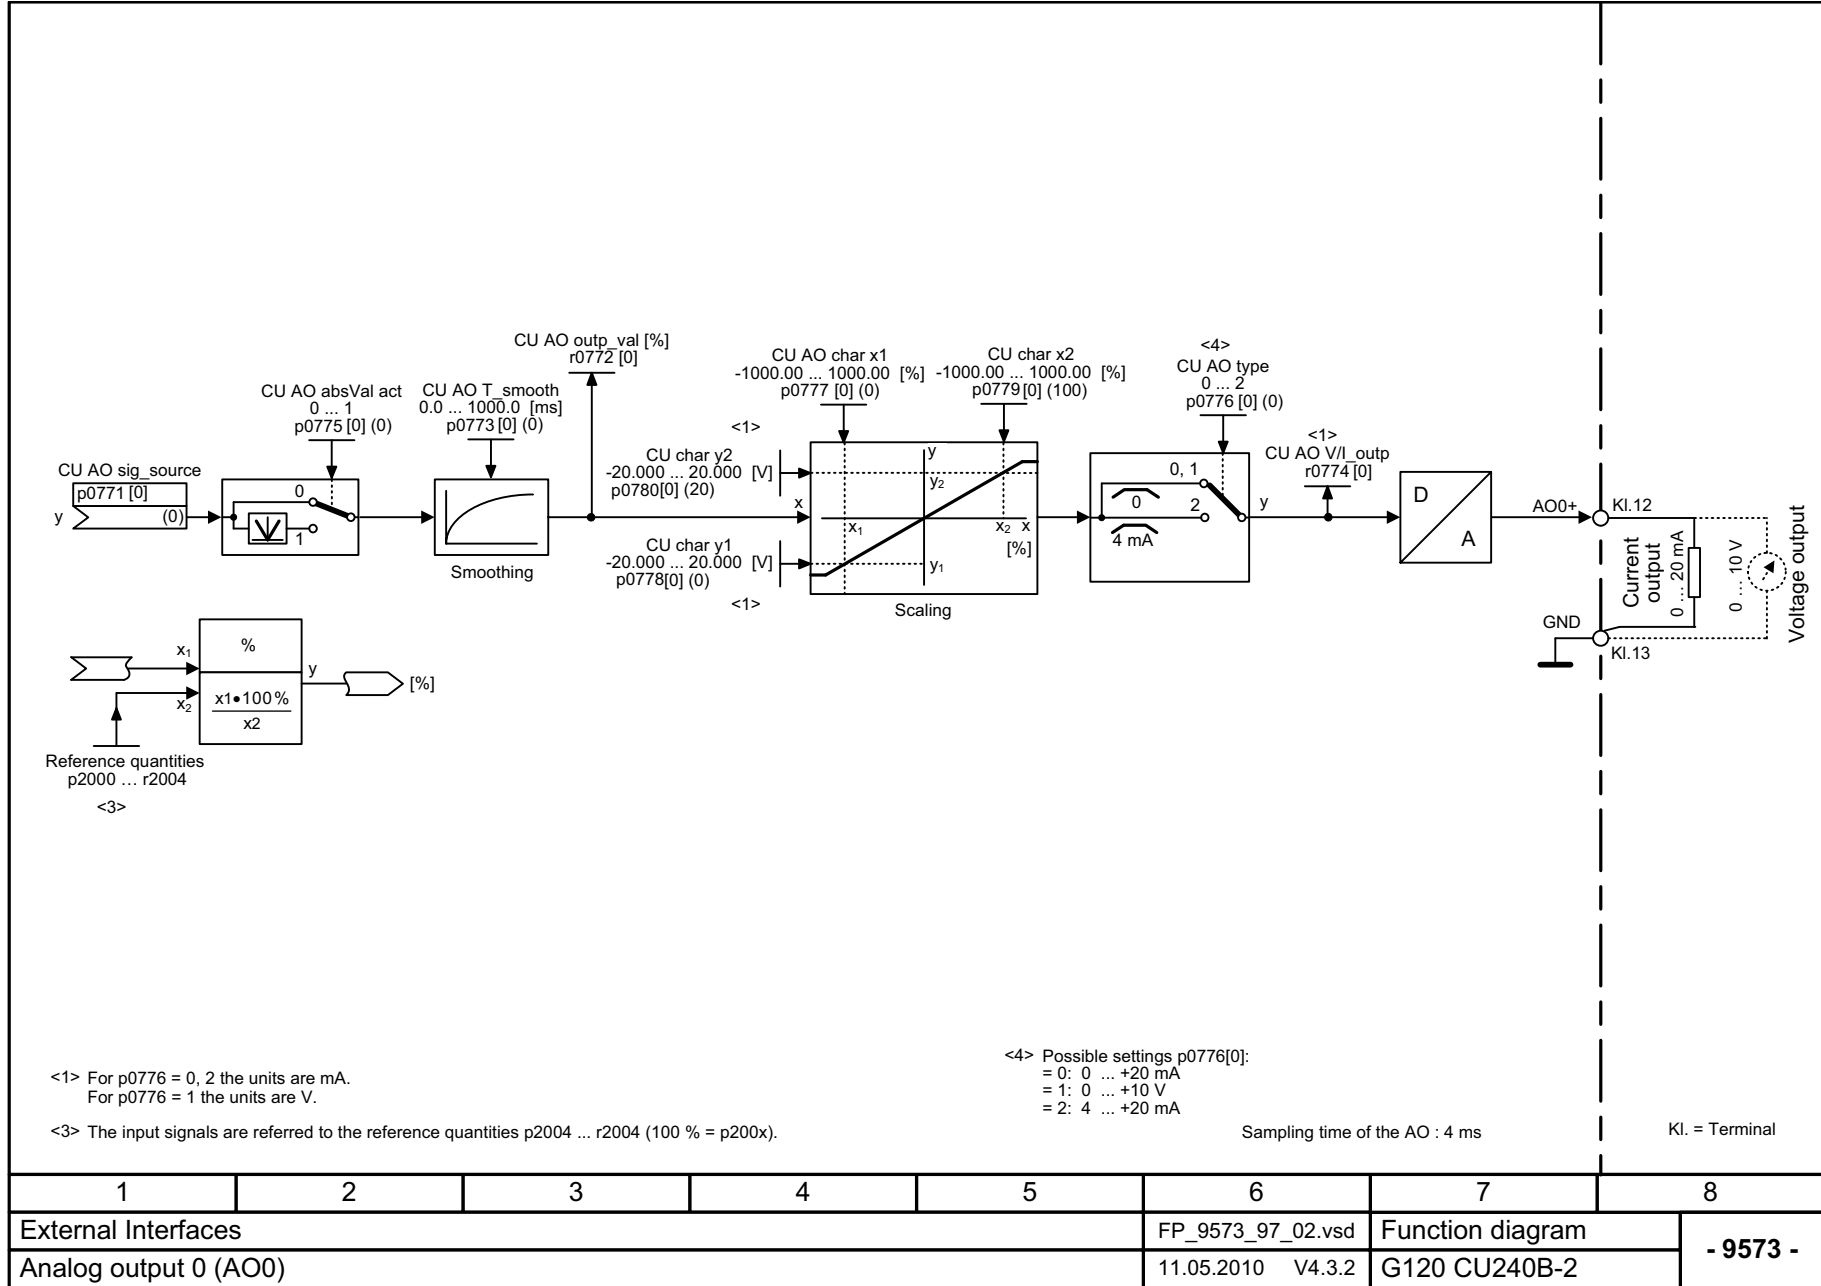 CU AO sig_source
p0771 [0]
y
(0)
CU AO absVal act
0 ... 1
p0775 [0] (0)
0
1
CU AO T_smooth
0.0 ... 1000.0 [ms]
p0773 [0] (0)
Smoothing
CU AO outp_val [%]
r0772 [0]
<1>
CU char y2
-20.000 ... 20.000 [V]
p0780[0] (20)
x
CU char y1
-20.000 ... 20.000 [V]
p0778[0] (0)
<1>
CU AO char x1
-1000.00 ... 1000.00 [%]
p0777 [0] (0)
CU char x2
-1000.00 ... 1000.00 [%]
p0779 [0] (100)
y
y2
x1
x2
x
[%]
y1
Scaling
<4>
CU AO type
0 ... 2
p0776 [0] (0)
0, 1
0
2
4 mA
y
<1>
CU AO V/I_outp
r0774 [0]
D
A
AO0+
Kl.12
Current
output
0 ... 20 mA
0 ... 10 V
Voltage output
GND
Kl.13
x1
x2
%
x1•100 %
x2
y
[%]
Reference quantities
p2000 … r2004
<3>
<1> For p0776 = 0, 2 the units are mA.
For p0776 = 1 the units are V.
<3> The input signals are referred to the reference quantities p2004 ... r2004 (100 % = p200x).
<4> Possible settings p0776[0]:
= 0: 0 ... +20 mA
= 1: 0 ... +10 V
= 2: 4 ... +20 mA
Sampling time of the AO : 4 ms
Kl. = Terminal
1 2 3 4 5 6 7 8
External Interfaces
FP_9573_97_02.vsd
Function diagram
- 9573 -
Analog output 0 (AO0)
11.05.2010 V4.3.2
G120 CU240B-2